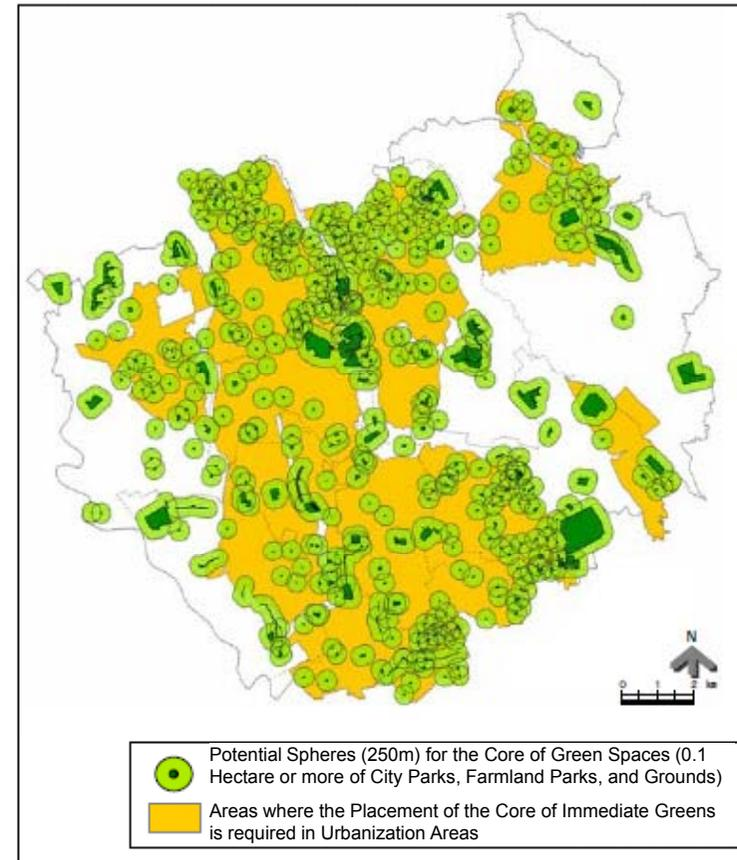 N
0 1 2 km
Potential Spheres (250m) for the Core of Green Spaces (0.1
Hectare or more of City Parks, Farmland Parks, and Grounds)
Areas where the Placement of the Core of Immediate Greens
is required in Urbanization Areas